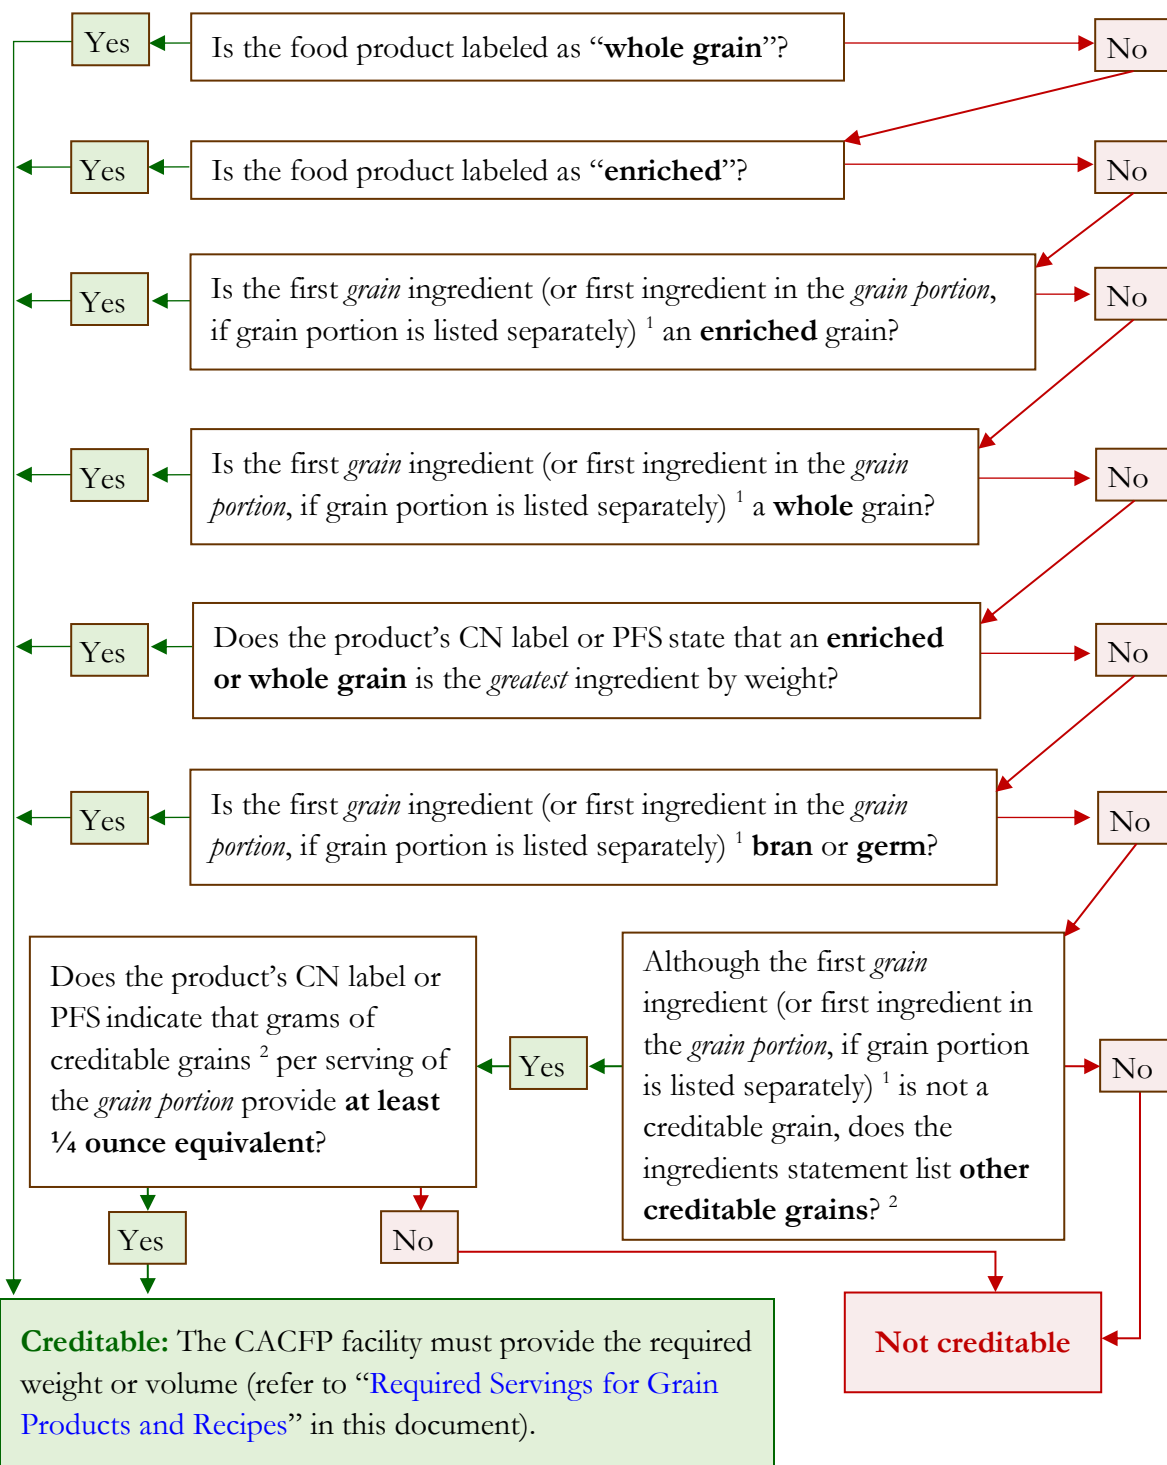 Yes
Is the food product labeled as “whole grain”?
No
Yes
Is the food product labeled as “enriched”?
No
Yes
Is the first grain ingredient (or first ingredient in the grain portion,
if grain portion is listed separately) 1 an enriched grain?
No
Yes
Is the first grain ingredient (or first ingredient in the grain
portion, if grain portion is listed separately) 1 a whole grain?
No
Yes
Does the product’s CN label or PFS state that an enriched
or whole grain is the greatest ingredient by weight?
No
Yes
Is the first grain ingredient (or first ingredient in the grain
portion, if grain portion is listed separately) 1 bran or germ?
No
Although the first grain
ingredient (or first ingredient in
the grain portion, if grain portion
is listed separately) 1 is not a
creditable grain, does the
ingredients statement list other
creditable grains? 2
No
Yes
Does the product’s CN label or
PFS indicate that grams of
creditable grains 2 per serving of
the grain portion provide at least
¼ ounce equivalent?
Yes
No
Creditable: The CACFP facility must provide the required
weight or volume (refer to “Required Servings for Grain
Products and Recipes” in this document).
Not creditable